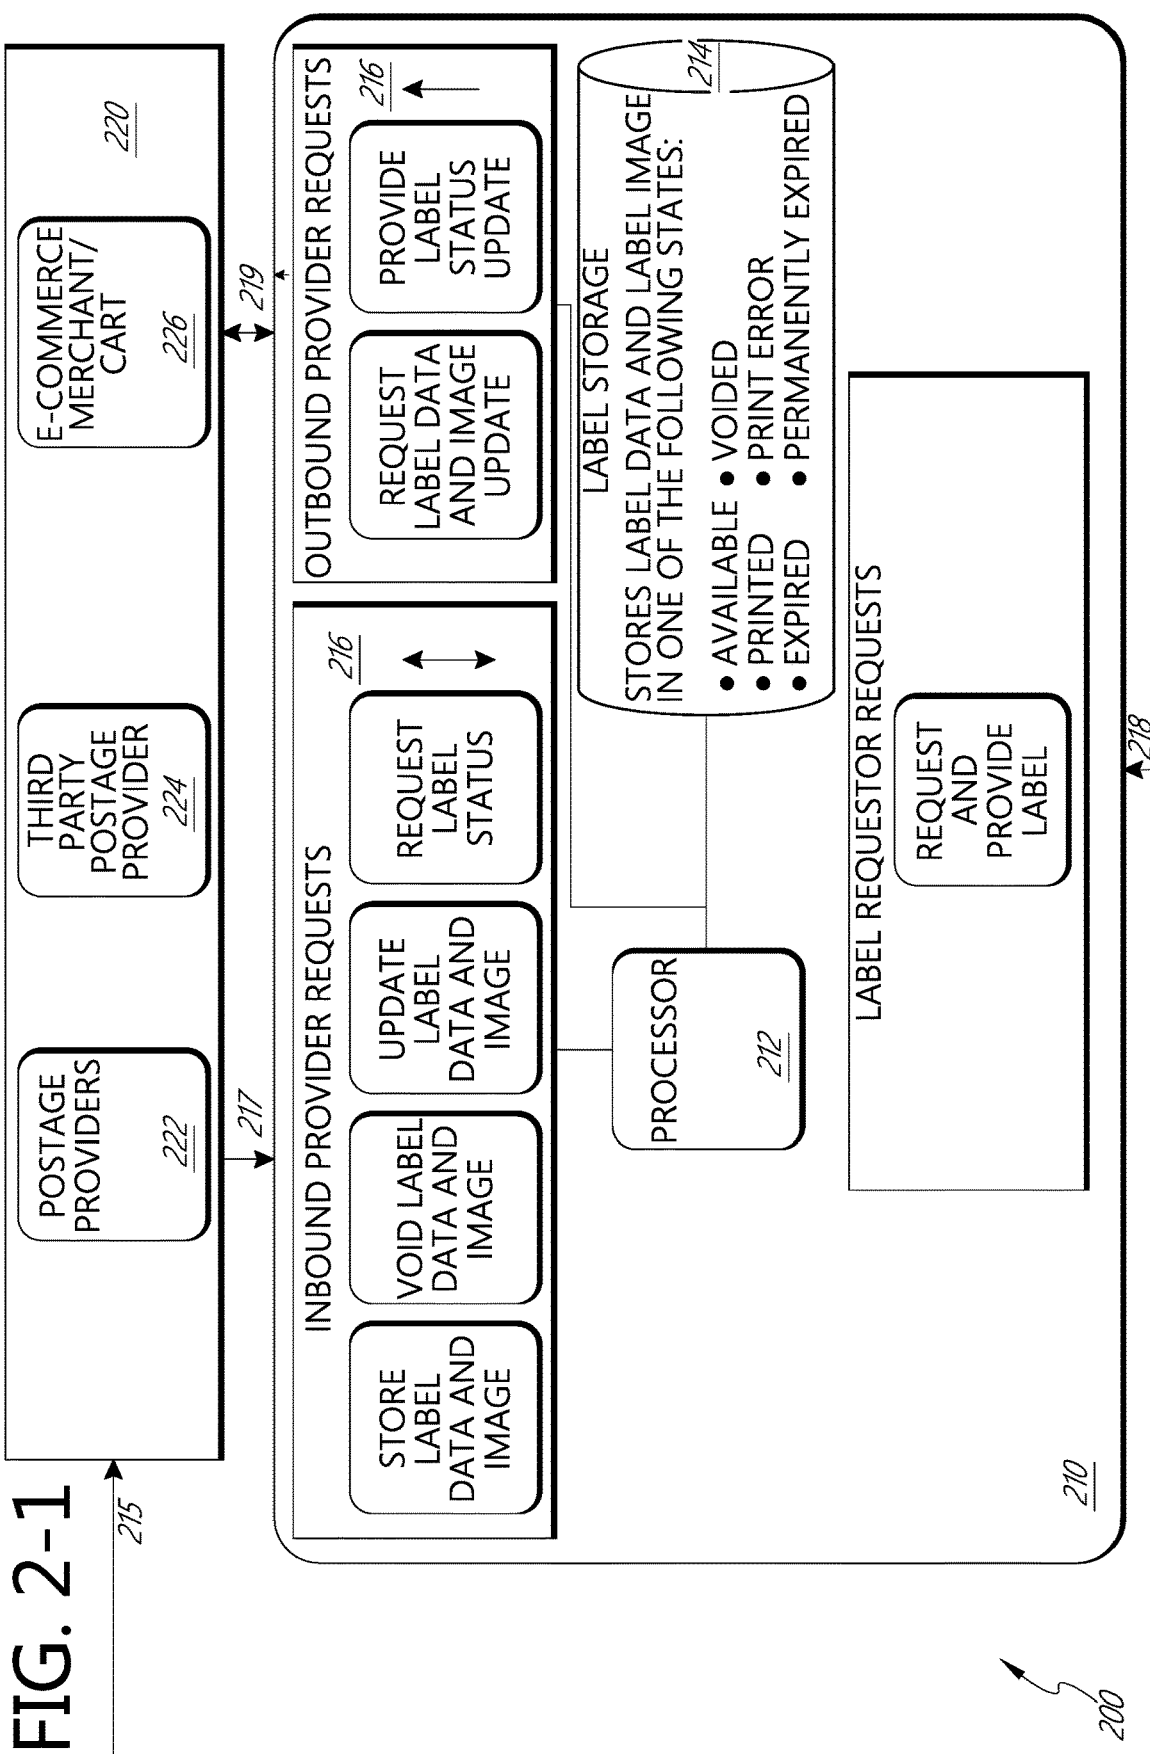 FIG. 2-1
215
220
POSTAGE
PROVIDERS
222
THIRD
PARTY
POSTAGE
PROVIDER
224
E-COMMERCE
MERCHANT/
CART
226
217
219
INBOUND PROVIDER REQUESTS
216
STORE
LABEL
DATA AND
IMAGE
VOID LABEL
DATA AND
IMAGE
UPDATE
LABEL
DATA AND
IMAGE
REQUEST
LABEL
STATUS
OUTBOUND PROVIDER REQUESTS
216
REQUEST
LABEL DATA
AND IMAGE
UPDATE
PROVIDE
LABEL
STATUS
UPDATE
PROCESSOR
212
214
LABEL STORAGE
STORES LABEL DATA AND LABEL IMAGE
IN ONE OF THE FOLLOWING STATES:
• AVAILABLE • VOIDED
• PRINTED • PRINT ERROR
• EXPIRED • PERMANENTLY EXPIRED
LABEL REQUESTOR REQUESTS
REQUEST
AND
PROVIDE
LABEL
210
218
200